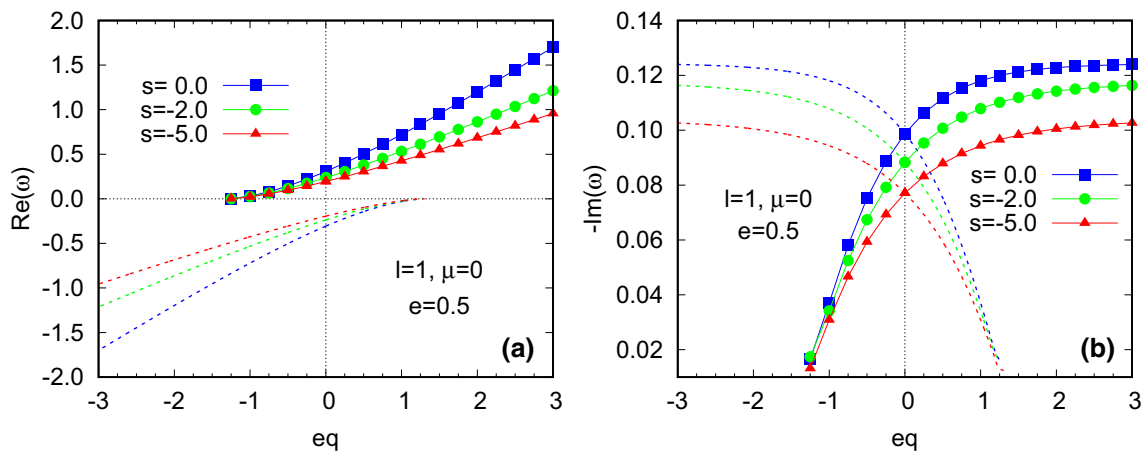 2.0
1.5
1.0
0.5
0.0
-0.5
-1.0
-1.5
-2.0
Re(ω)
s= 0.0
s=-2.0
s=-5.0
l=1, μ=0
e=0.5
(a)
-3 -2 -1 0 1 2 3
eq
0.14
0.12
0.10
0.08
0.06
0.04
0.02
-Im(ω)
l=1, μ=0
e=0.5
s= 0.0
s=-2.0
s=-5.0
(b)
-3 -2 -1 0 1 2 3
eq